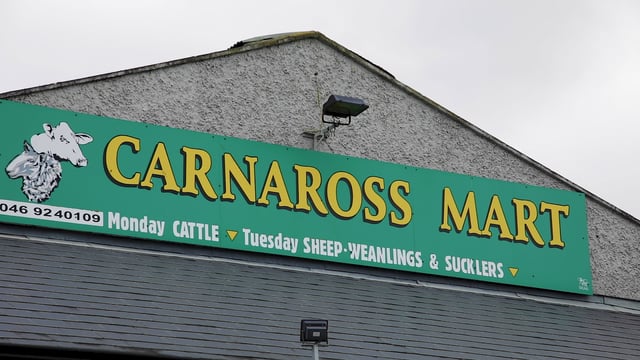 CARNAROSS MART
046 9240109 Monday CATTLE Tuesday SHEEP·WEANLINGS & SUCKLERS